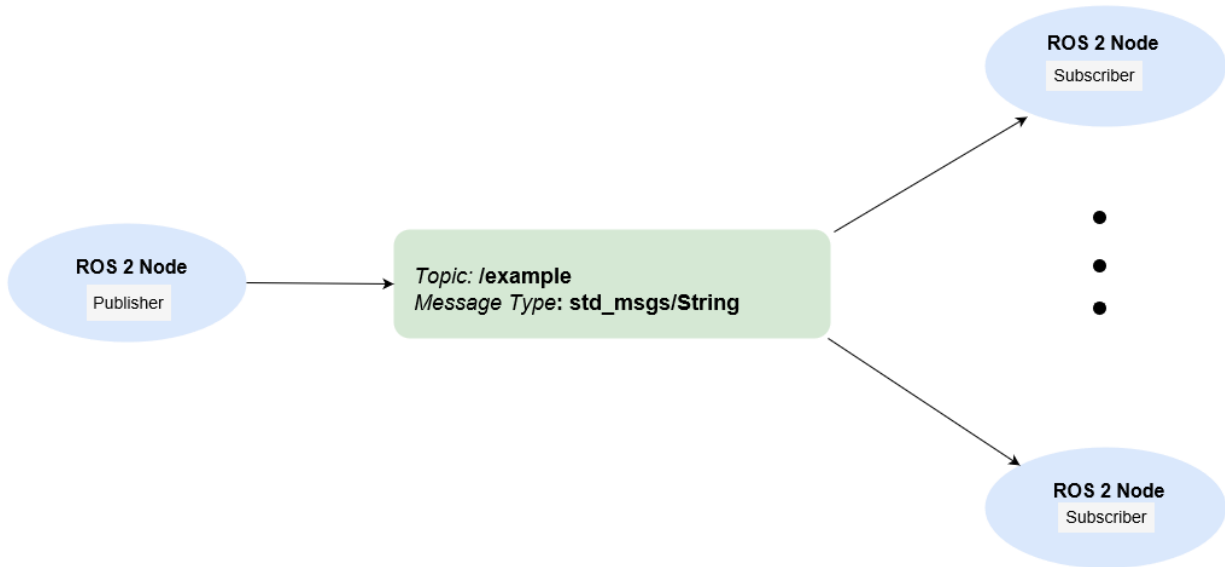 ROS 2 Node
Subscriber
ROS 2 Node
Publisher
Topic: /example
Message Type: std_msgs/String
ROS 2 Node
Subscriber